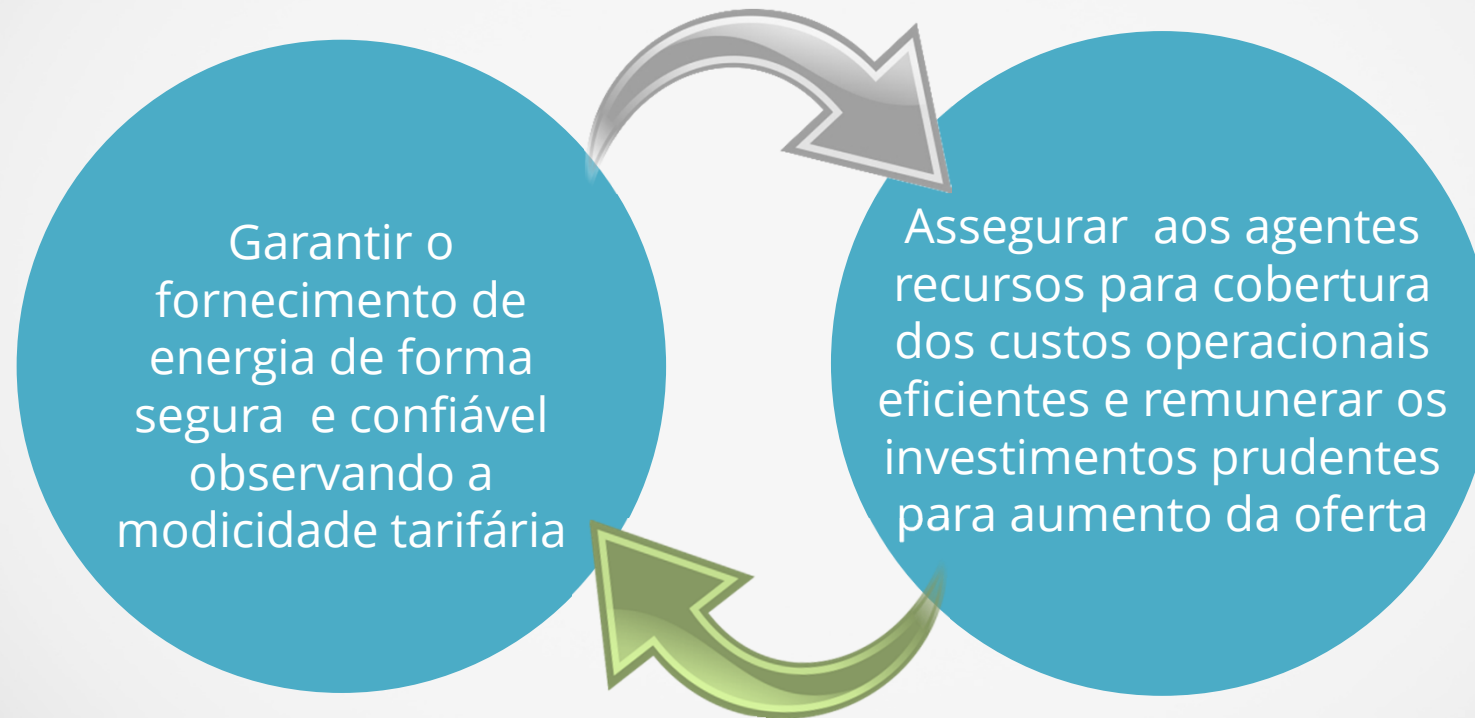 Garantir o
fornecimento de
energia de forma
segura  e confiável
observando a
modicidade tarifária
Assegurar  aos agentes
recursos para cobertura
dos custos operacionais
eficientes e remunerar os
investimentos prudentes
para aumento da oferta